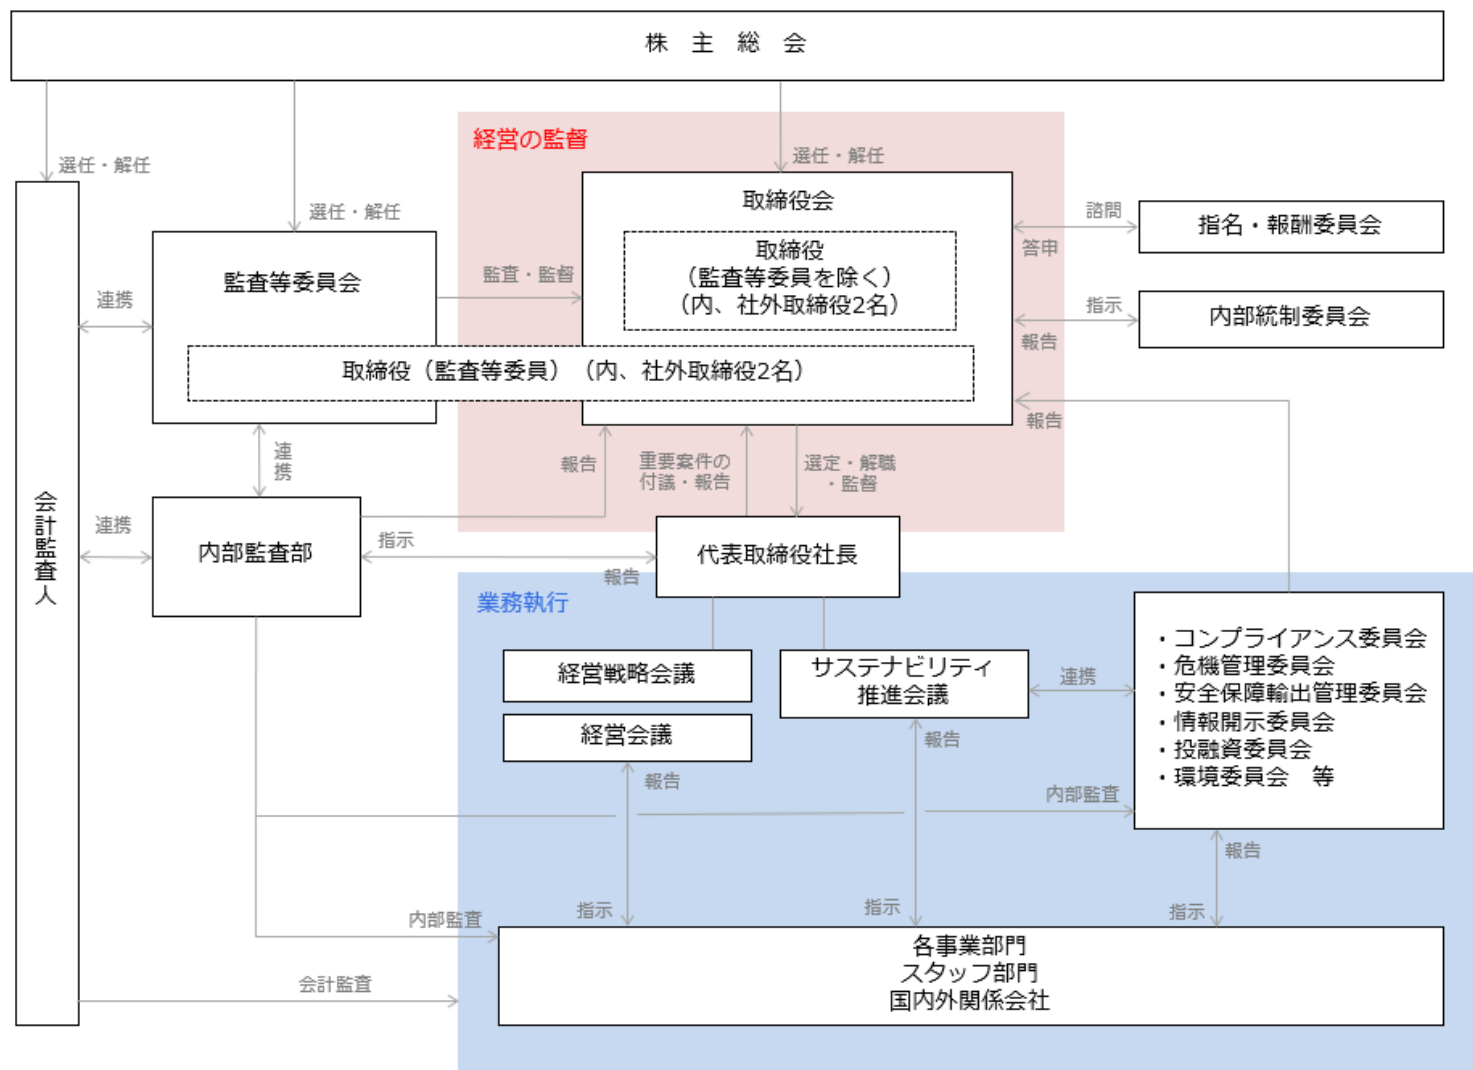 株　主　総　会
経営の監督
選任・解任
選任・解任
選任・解任
取締役会
取締役
（監査等委員を除く）
（内、社外取締役2名）
諮問
答申
指名・報酬委員会
監査等委員会
監査・監督
連携
指示
報告
内部統制委員会
取締役（監査等委員）（内、社外取締役2名）
報告
連
携
報告
重要案件の
付議・報告
選定・解職
・監督
会計監査人
連携
内部監査部
指示
報告
代表取締役社長
業務執行
経営戦略会議
サステナビリティ
推進会議
連携
・コンプライアンス委員会
・危機管理委員会
・安全保障輸出管理委員会
・情報開示委員会
・投融資委員会
・環境委員会　等
経営会議
報告
報告
内部監査
報告
内部監査
指示
指示
指示
各事業部門
スタッフ部門
国内外関係会社
会計監査